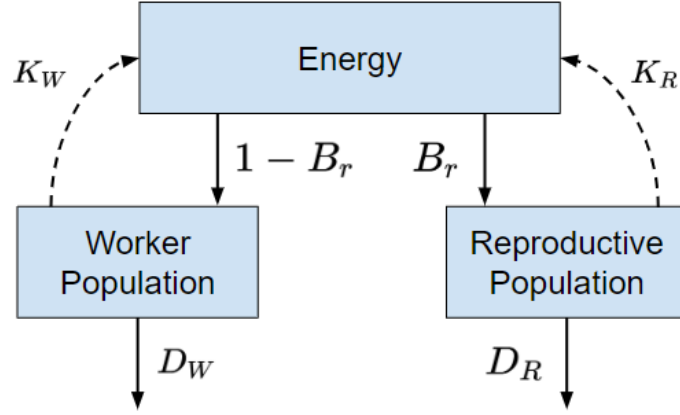 Energy
K_W
K_R
1 − B_r
B_r
Worker
Population
Reproductive
Population
D_W
D_R